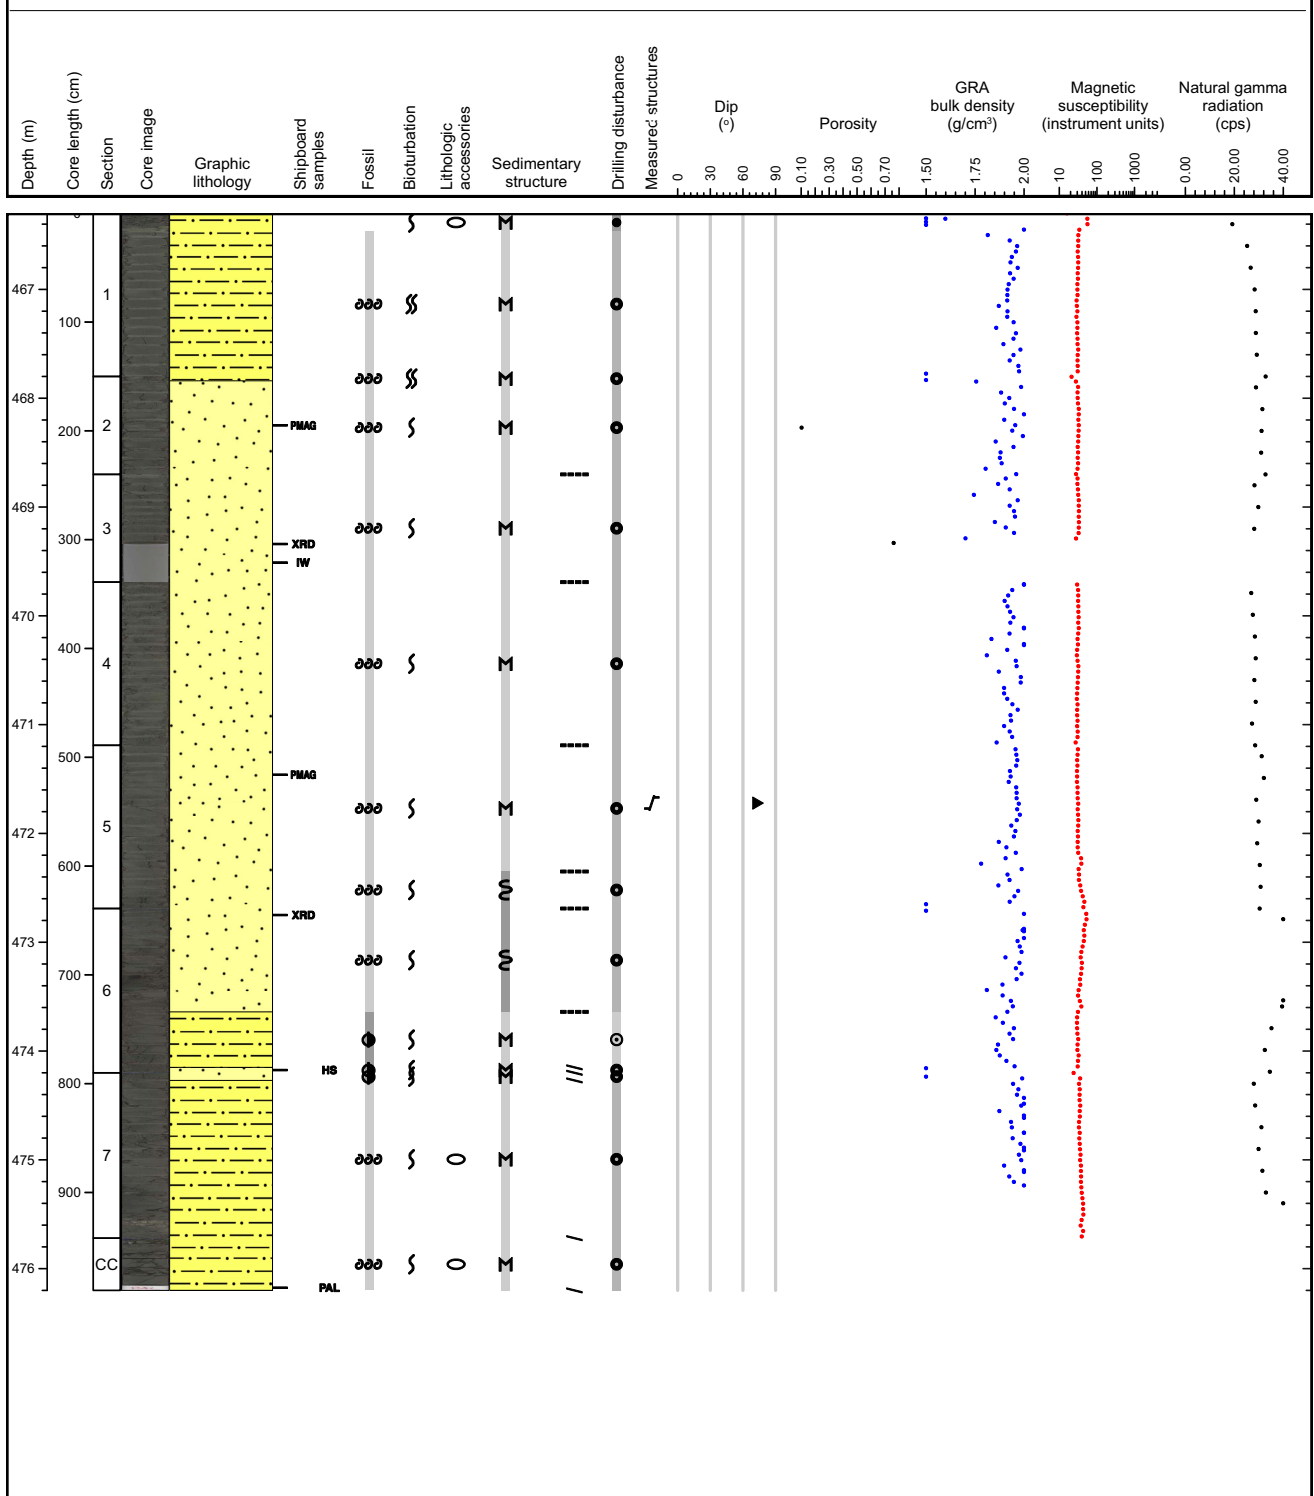 Depth (m)
Core length (cm)
Section
Core image
Graphic
lithology
Shipboard
samples
Fossil
Bioturbation
Lithologic
accessories
Sedimentary
structure
Drilling disturbance
Measured structures
Dip
(o)
Porosity
GRA
bulk density
(g/cm3)
Magnetic
susceptibility
(instrument units)
Natural gamma
radiation
(cps)
0 30 60 90
0.10 0.30 0.50 0.70
1.50 1.75 2.00
10 100 1000
0.00 20.00 40.00
467
1
100
468
2
200
PMAG
469
3
300
XRD
IW
470
4
400
471
500
PMAG
472
5
600
XRD
473
700
6
474
HS
800
7
475
900
476
CC
PAL